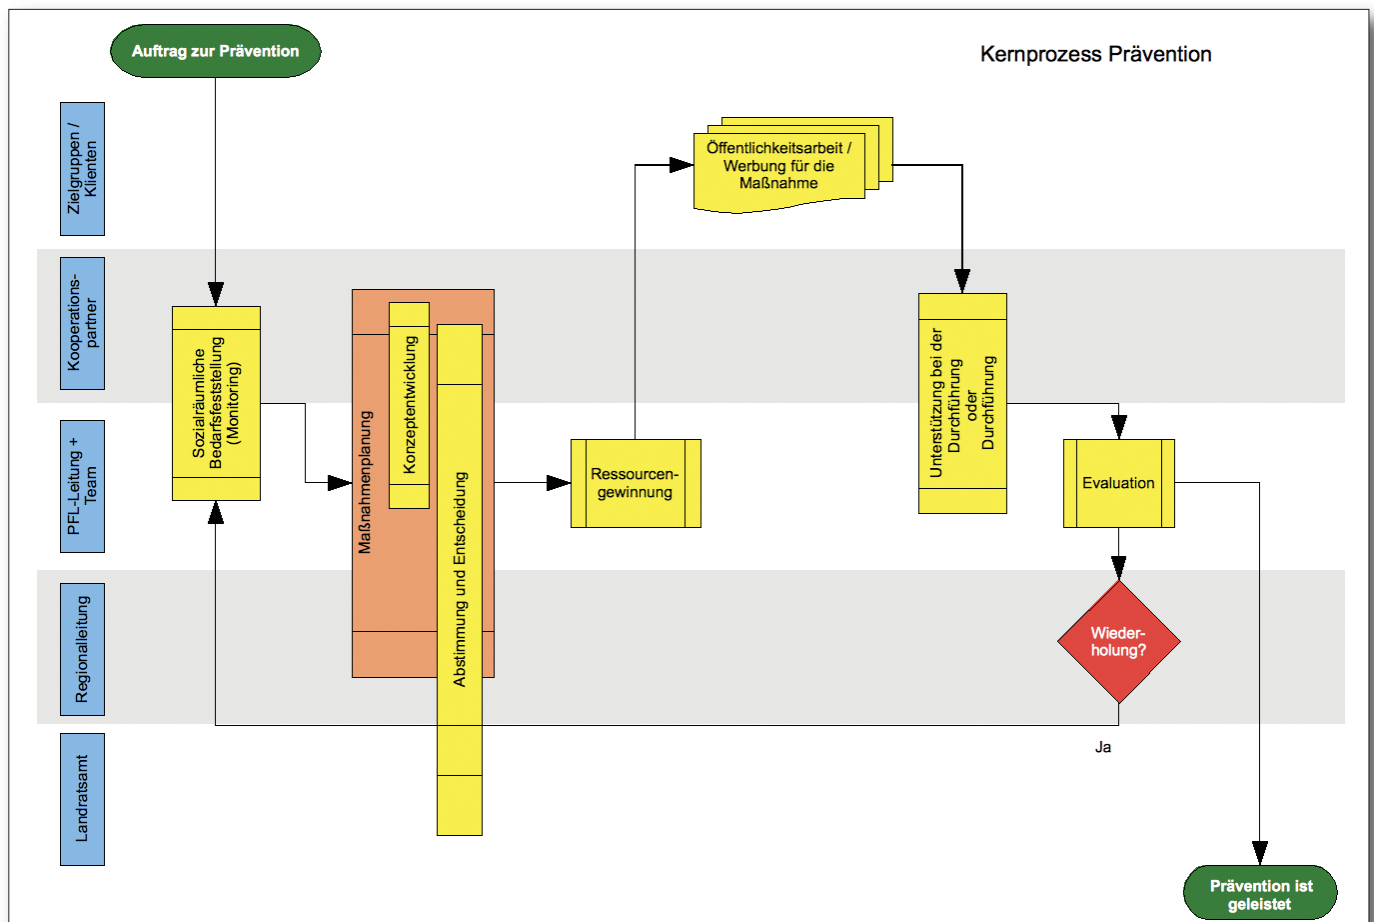 Auftrag zur Prävention
Kernprozess Prävention
Zielgruppen /
Klienten
Öffentlichkeitsarbeit /
Werbung für die
Maßnahme
Kooperations-
partner
Sozialräumliche
Bedarfsfeststellung
(Monitoring)
Maßnahmenplanung
Konzeptentwicklung
Abstimmung und Entscheidung
Unterstützung bei der
Durchführung
oder
Durchführung
PFL-Leitung +
Team
Ressourcen-
gewinnung
Evaluation
Regionalleitung
Wieder-
holung?
Ja
Landratsamt
Prävention ist
geleistet